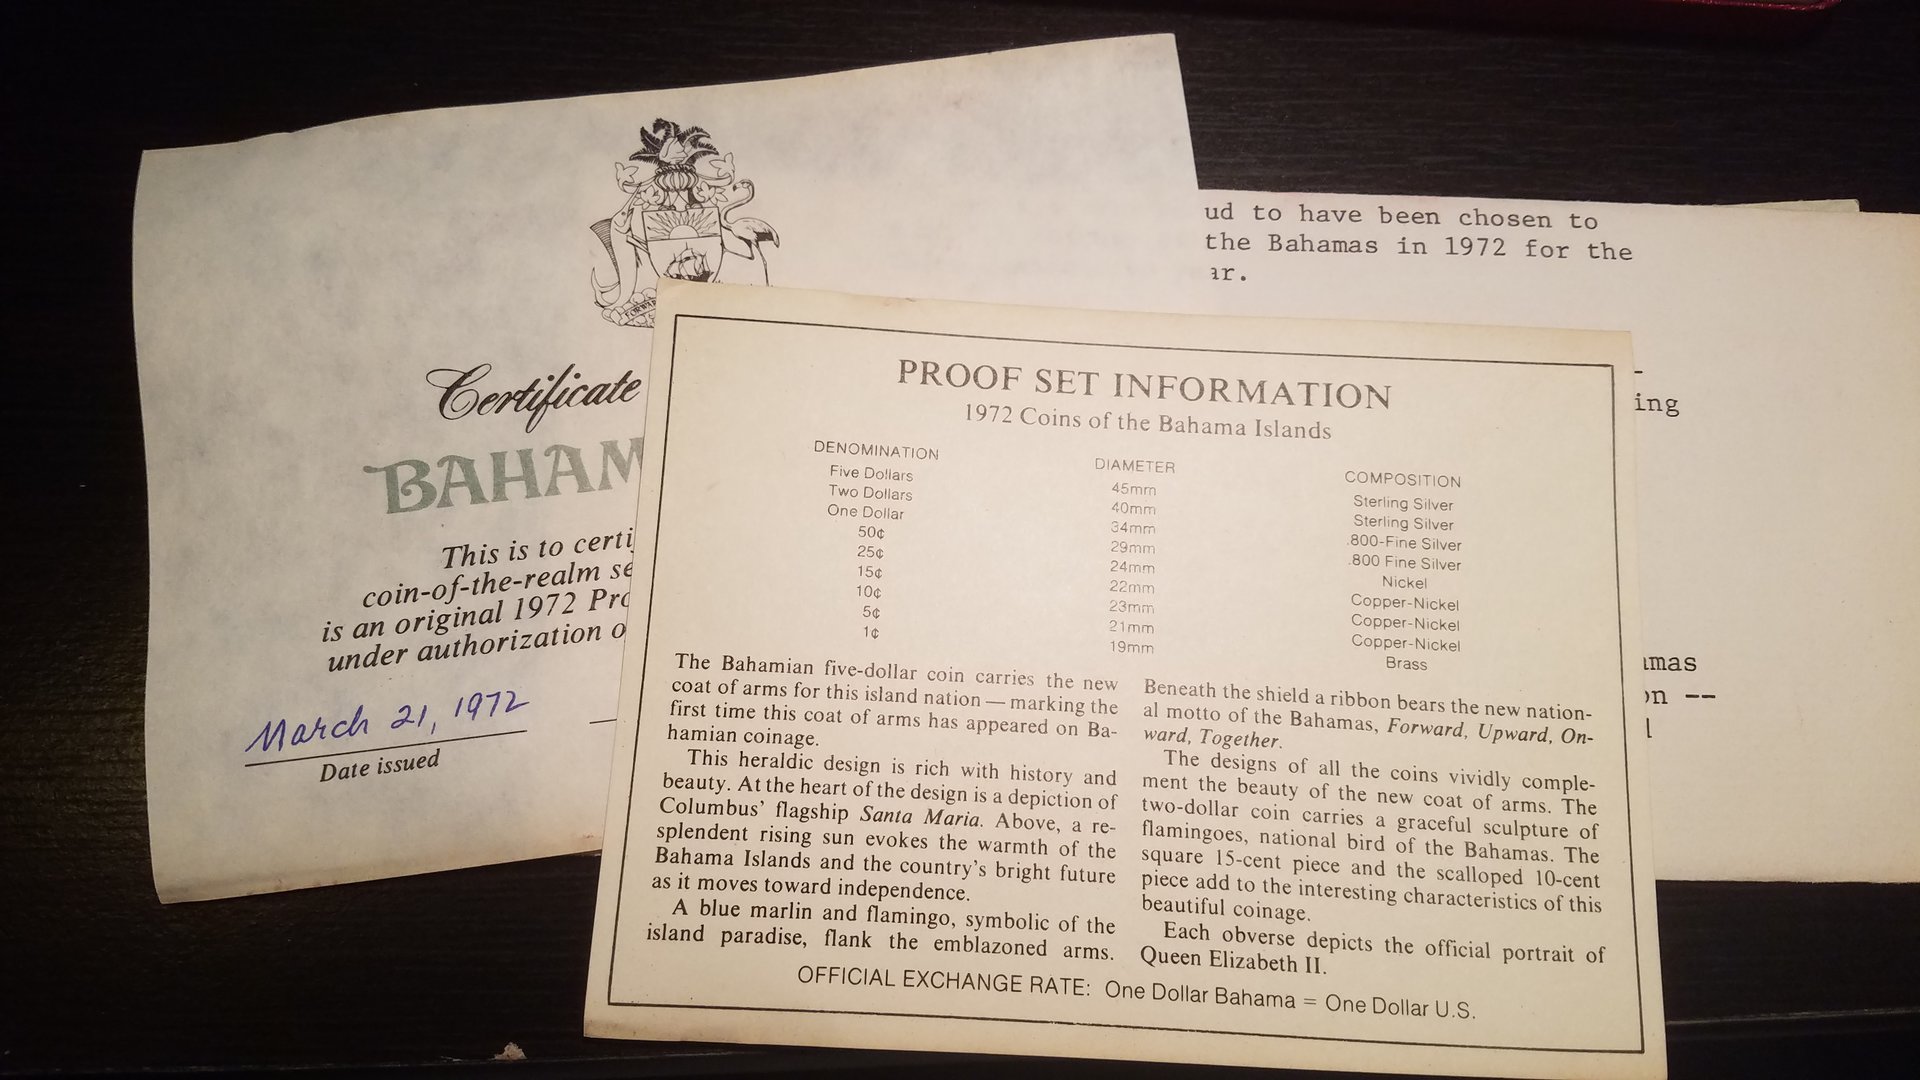 Certificate
BAHAM
This is to certi
coin-of-the-realm se
is an original 1972 Pro
under authorization o
March 21, 1972
Date issued
ud to have been chosen to
the Bahamas in 1972 for the
ar.
ing
amas
on --
PROOF SET INFORMATION
1972 Coins of the Bahama Islands
DENOMINATION DIAMETER COMPOSITION
Five Dollars 45mm Sterling Silver
Two Dollars 40mm Sterling Silver
One Dollar 34mm .800-Fine Silver
50¢ 29mm .800 Fine Silver
25¢ 24mm Nickel
15¢ 22mm Copper-Nickel
10¢ 23mm Copper-Nickel
5¢ 21mm Copper-Nickel
1¢ 19mm Brass
The Bahamian five-dollar coin carries the new
coat of arms for this island nation — marking the
first time this coat of arms has appeared on Ba-
hamian coinage.
This heraldic design is rich with history and
beauty. At the heart of the design is a depiction of
Columbus' flagship Santa Maria. Above, a re-
splendent rising sun evokes the warmth of the
Bahama Islands and the country's bright future
as it moves toward independence.
A blue marlin and flamingo, symbolic of the
island paradise, flank the emblazoned arms.
Beneath the shield a ribbon bears the new nation-
al motto of the Bahamas, Forward, Upward, On-
ward, Together.
The designs of all the coins vividly comple-
ment the beauty of the new coat of arms. The
two-dollar coin carries a graceful sculpture of
flamingoes, national bird of the Bahamas. The
square 15-cent piece and the scalloped 10-cent
piece add to the interesting characteristics of this
beautiful coinage.
Each obverse depicts the official portrait of
Queen Elizabeth II.
OFFICIAL EXCHANGE RATE: One Dollar Bahama = One Dollar U.S.